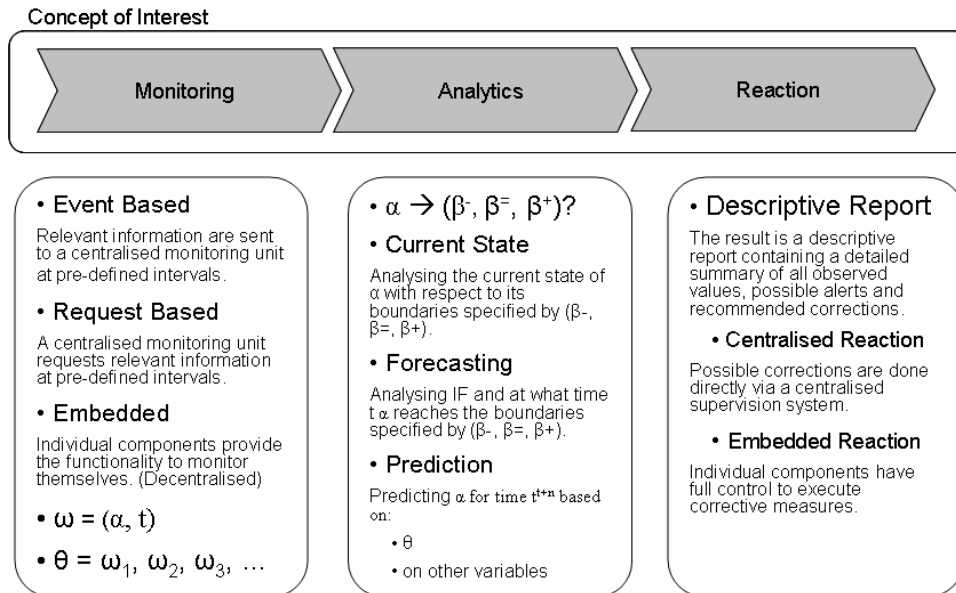 Concept of Interest
Monitoring
Analytics
Reaction
• Event Based
Relevant information are sent
to a centralised monitoring unit
at pre-defined intervals.
• Request Based
A centralised monitoring unit
requests relevant information
at pre-defined intervals.
• Embedded
Individual components provide
the functionality to monitor
themselves. (Decentralised)
• ω = (α, t)
• θ = ω₁, ω₂, ω₃, ...
• α → (β⁻, β⁼, β⁺)?
• Current State
Analysing the current state of
α with respect to its
boundaries specified by (β-,
β=, β+).
• Forecasting
Analysing IF and at what time
t α reaches the boundaries
specified by (β-, β=, β+).
• Prediction
Predicting α for time tᵗ⁺ⁿ based
on:
• θ
• on other variables
• Descriptive Report
The result is a descriptive
report containing a detailed
summary of all observed
values, possible alerts and
recommended corrections.
• Centralised Reaction
Possible corrections are done
directly via a centralised
supervision system.
• Embedded Reaction
Individual components have
full control to execute
corrective measures.